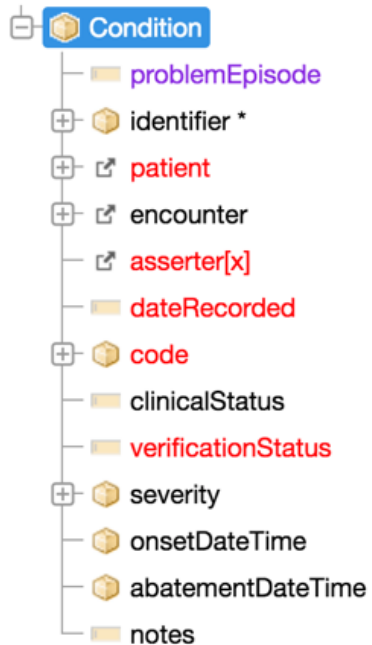 Condition
problemEpisode
identifier *
patient
encounter
asserter[x]
dateRecorded
code
clinicalStatus
verificationStatus
severity
onsetDateTime
abatementDateTime
notes